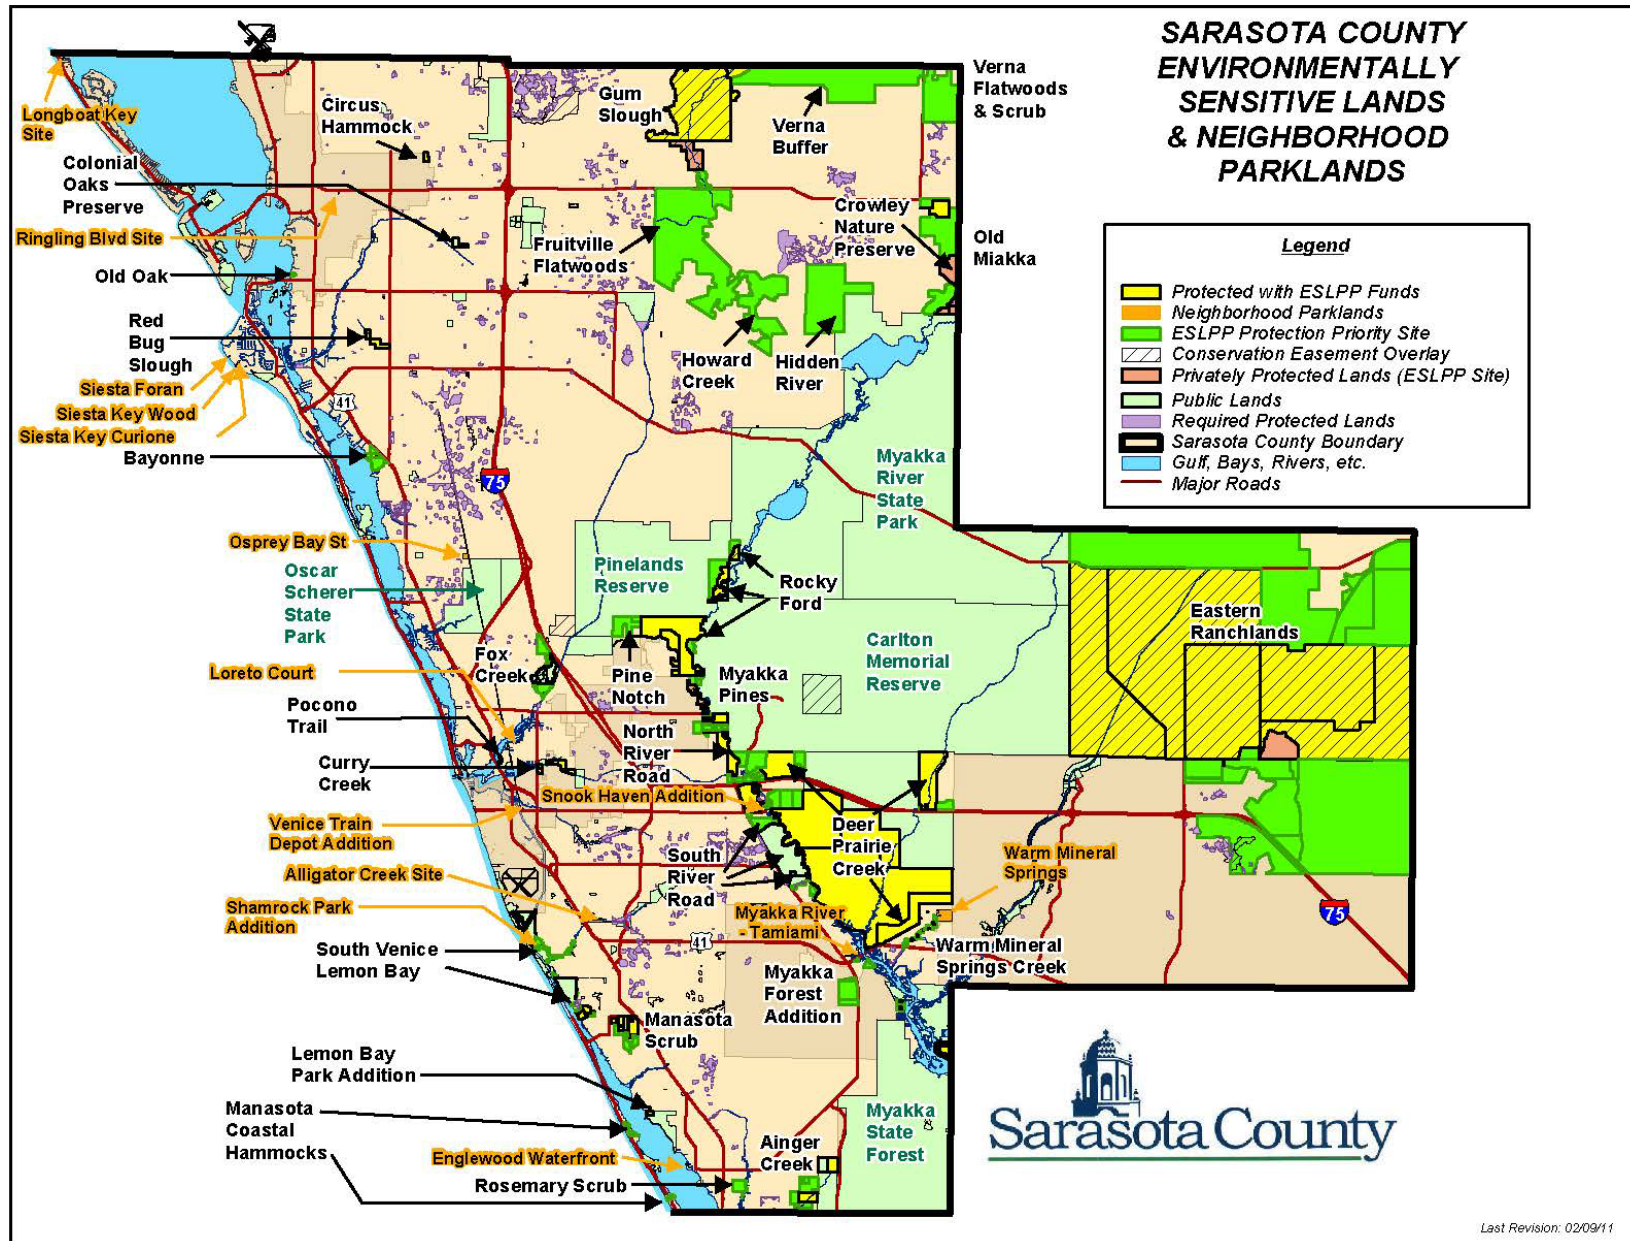 SARASOTA COUNTY
ENVIRONMENTALLY
SENSITIVE LANDS
& NEIGHBORHOOD
PARKLANDS
Legend
Protected with ESLPP Funds
Neighborhood Parklands
ESLPP Protection Priority Site
Conservation Easement Overlay
Privately Protected Lands (ESLPP Site)
Public Lands
Required Protected Lands
Sarasota County Boundary
Gulf, Bays, Rivers, etc.
Major Roads
Longboat Key
Site
Circus
Hammock
Gum
Slough
Verna
Buffer
Verna
Flatwoods
& Scrub
Colonial
Oaks
Preserve
Ringling Blvd Site
Old Oak
Fruitville
Flatwoods
Crowley
Nature
Preserve
Old
Miakka
Red
Bug
Slough
Howard
Creek
Hidden
River
Siesta Foran
Siesta Key Wood
Siesta Key Curione
Bayonne
41
75
Myakka
River
State
Park
Osprey Bay St
Oscar
Scherer
State
Park
Pinelands
Reserve
Rocky
Ford
Eastern
Ranchlands
Carlton
Memorial
Reserve
Loreto Court
Fox
Creek
Pine
Notch
Myakka
Pines
Pocono
Trail
North
River
Road
Curry
Creek
Snook Haven Addition
Venice Train
Depot Addition
Deer
Prairie
Creek
Alligator Creek Site
South
River
Road
Warm Mineral
Springs
Shamrock Park
Addition
Myakka River
- Tamiami
75
41
South Venice
Lemon Bay
Warm Mineral
Springs Creek
Myakka
Forest
Addition
Manasota
Scrub
Lemon Bay
Park Addition
Manasota
Coastal
Hammocks
Myakka
State
Forest
Ainger
Creek
Englewood Waterfront
Rosemary Scrub
Sarasota County
Last Revision: 02/09/11